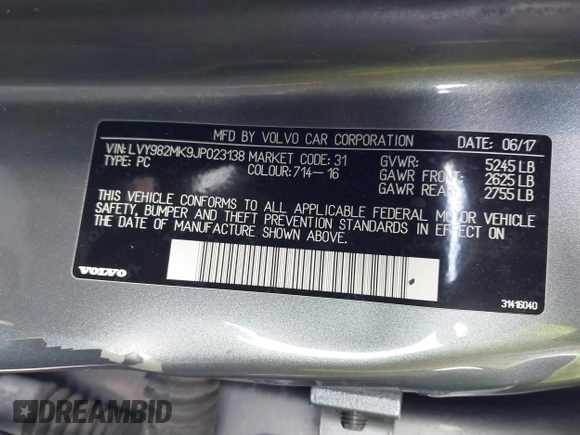 MFD BY VOLVO CAR CORPORATION DATE: 06/17
VIN: LVY982MK9JP023138 MARKET CODE: 31 GVWR: 5245 LB
TYPE: PC COLOUR: 714-16 GAWR FRONT: 2625 LB
GAWR REAR: 2755 LB
THIS VEHICLE CONFORMS TO ALL APPLICABLE FEDERAL MOTOR VEHICLE
SAFETY, BUMPER AND THEFT PREVENTION STANDARDS IN EFFECT ON
THE DATE OF MANUFACTURE SHOWN ABOVE.
VOLVO
31416040
DREAMBID